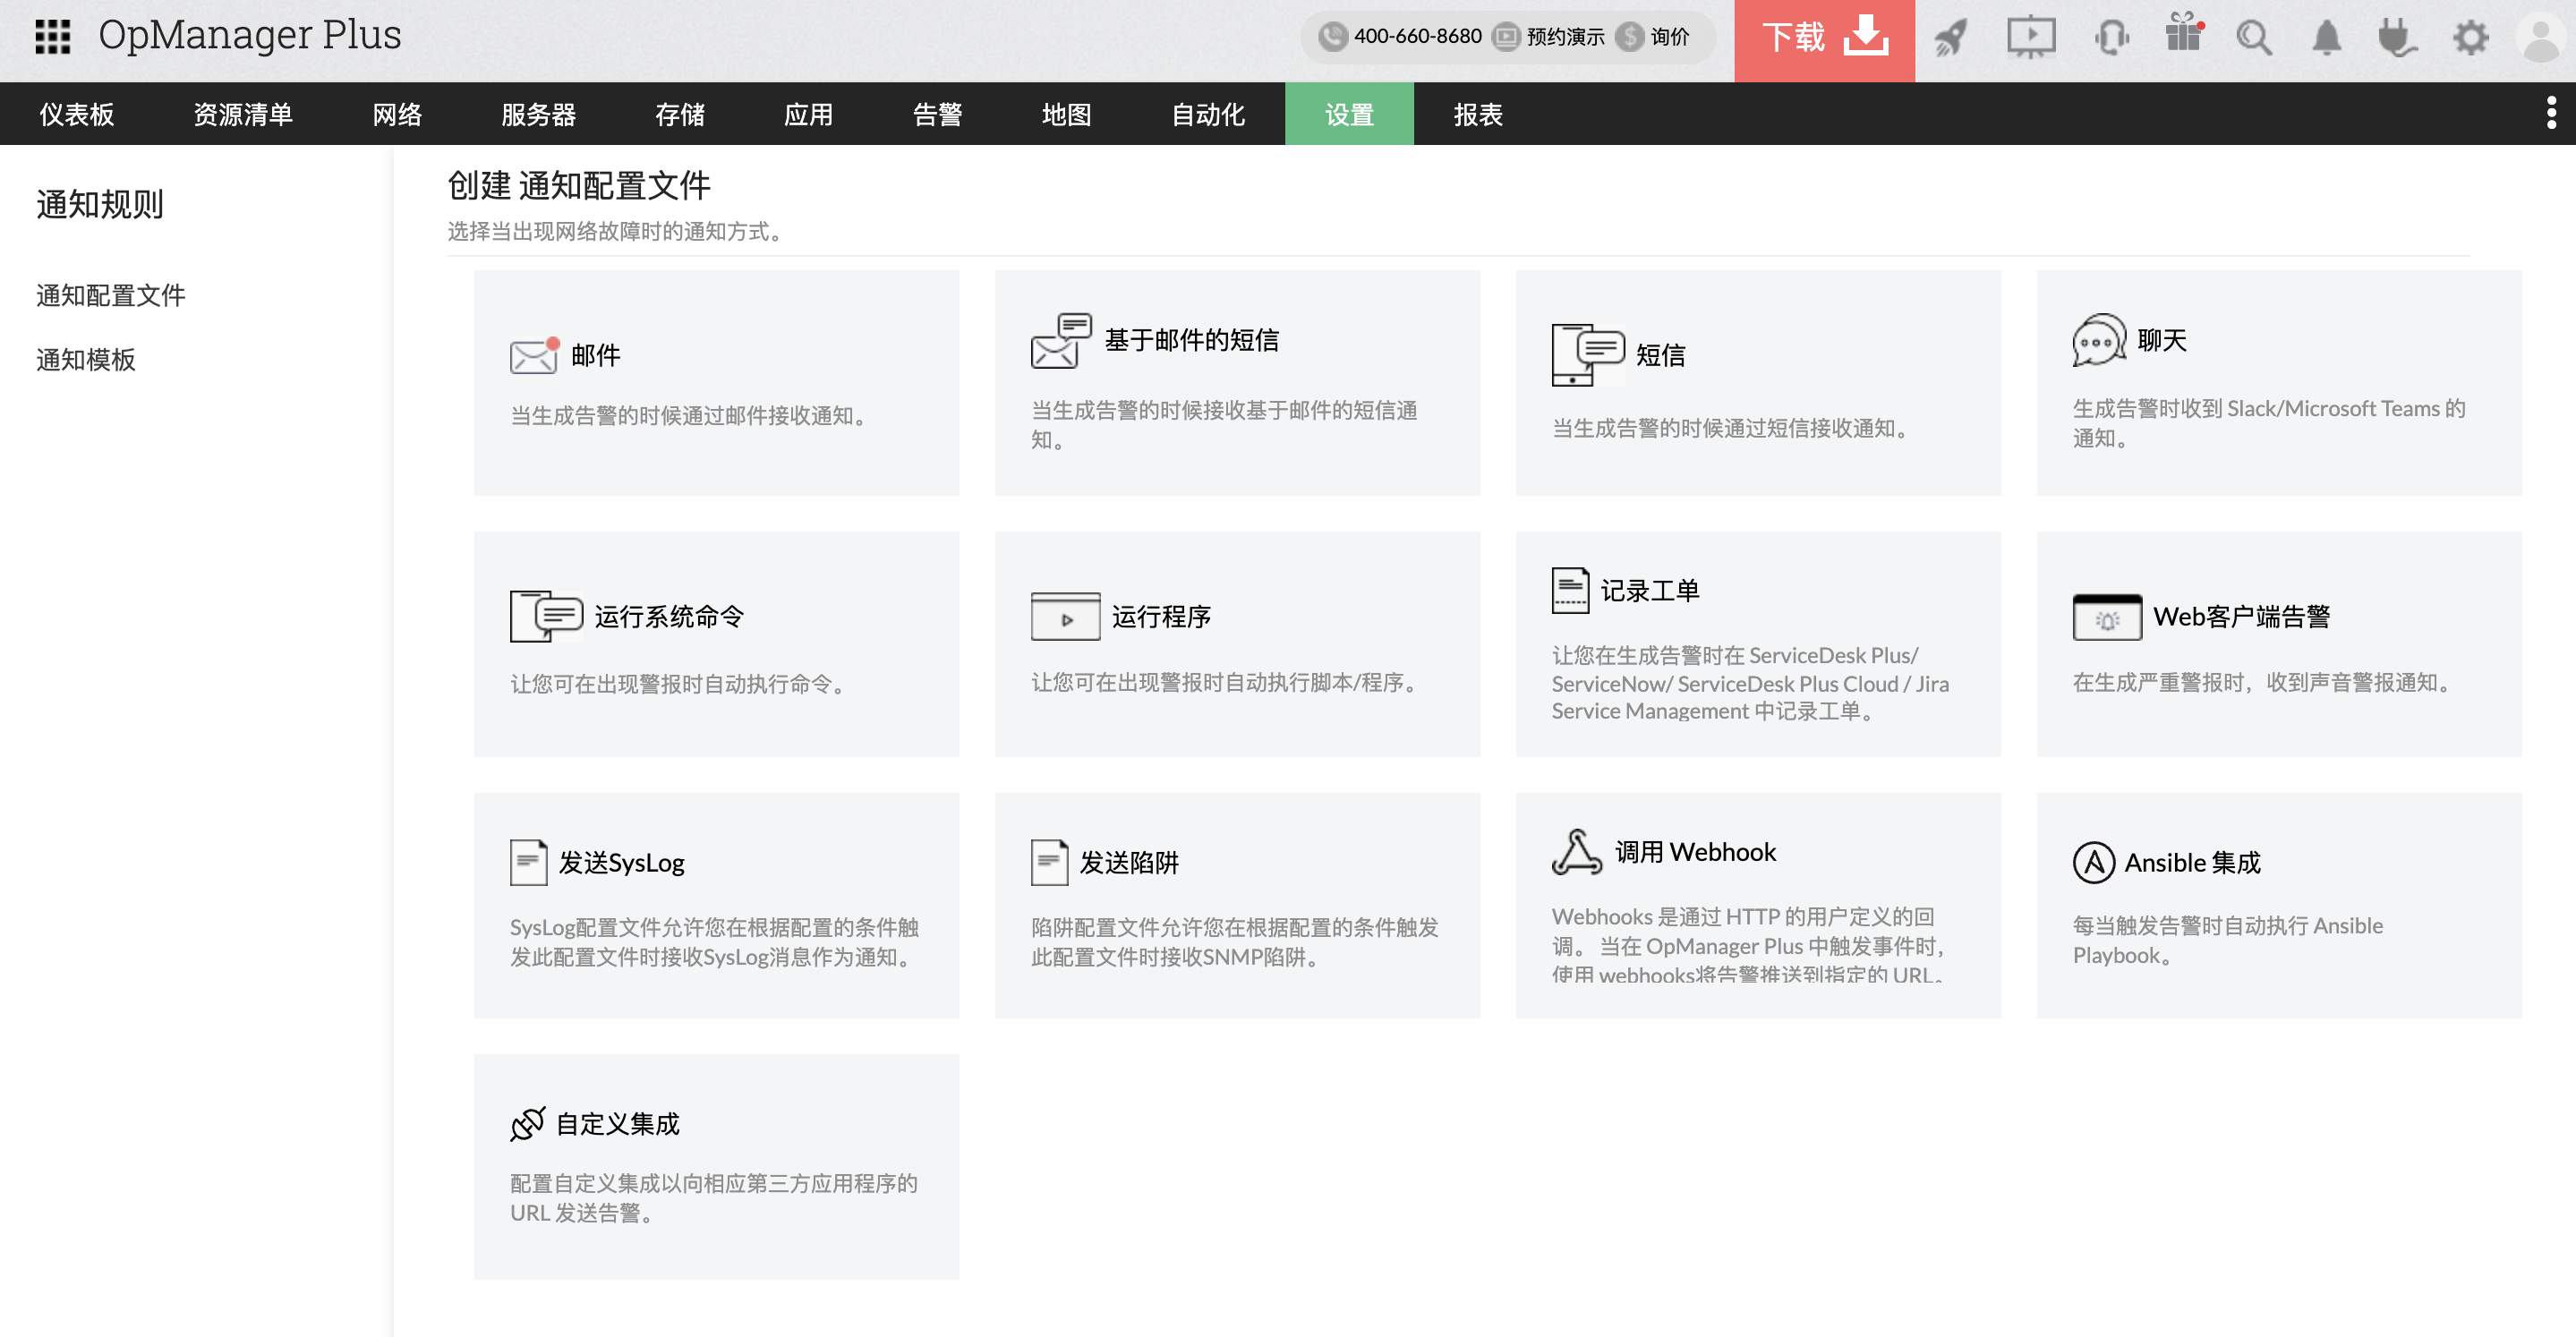 OpManager Plus
400-660-8680 预约演示 询价
下载
仪表板 资源清单 网络 服务器 存储 应用 告警 地图 自动化 设置 报表
通知规则
通知配置文件
通知模板
创建 通知配置文件
选择当出现网络故障时的通知方式。
邮件
当生成告警的时候通过邮件接收通知。
基于邮件的短信
当生成告警的时候接收基于邮件的短信通
知。
短信
当生成告警的时候通过短信接收通知。
聊天
生成告警时收到 Slack/Microsoft Teams 的
通知。
运行系统命令
让您可在出现警报时自动执行命令。
运行程序
让您可在出现警报时自动执行脚本/程序。
记录工单
让您在生成告警时在 ServiceDesk Plus/
ServiceNow/ ServiceDesk Plus Cloud / Jira
Service Management 中记录工单。
Web客户端告警
在生成严重警报时，收到声音警报通知。
发送SysLog
SysLog配置文件允许您在根据配置的条件触
发此配置文件时接收SysLog消息作为通知。
发送陷阱
陷阱配置文件允许您在根据配置的条件触发
此配置文件时接收SNMP陷阱。
调用 Webhook
Webhooks 是通过 HTTP 的用户定义的回
调。 当在 OpManager Plus 中触发事件时，
使用 webhooks将告警推送到指定的 URL。
Ansible 集成
每当触发告警时自动执行 Ansible
Playbook。
自定义集成
配置自定义集成以向相应第三方应用程序的
URL 发送告警。